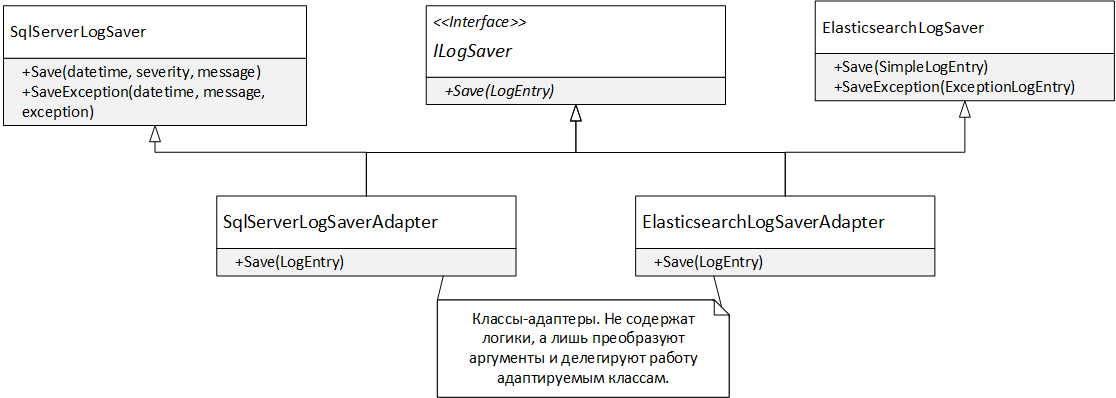 SqlServerLogSaver
+Save(datetime, severity, message)
+SaveException(datetime, message,
exception)
<<Interface>>
ILogSaver
+Save(LogEntry)
ElasticsearchLogSaver
+Save(SimpleLogEntry)
+SaveException(ExceptionLogEntry)
SqlServerLogSaverAdapter
+Save(LogEntry)
ElasticsearchLogSaverAdapter
+Save(LogEntry)
Классы-адаптеры. Не содержат
логики, а лишь преобразуют
аргументы и делегируют работу
адаптируемым классам.